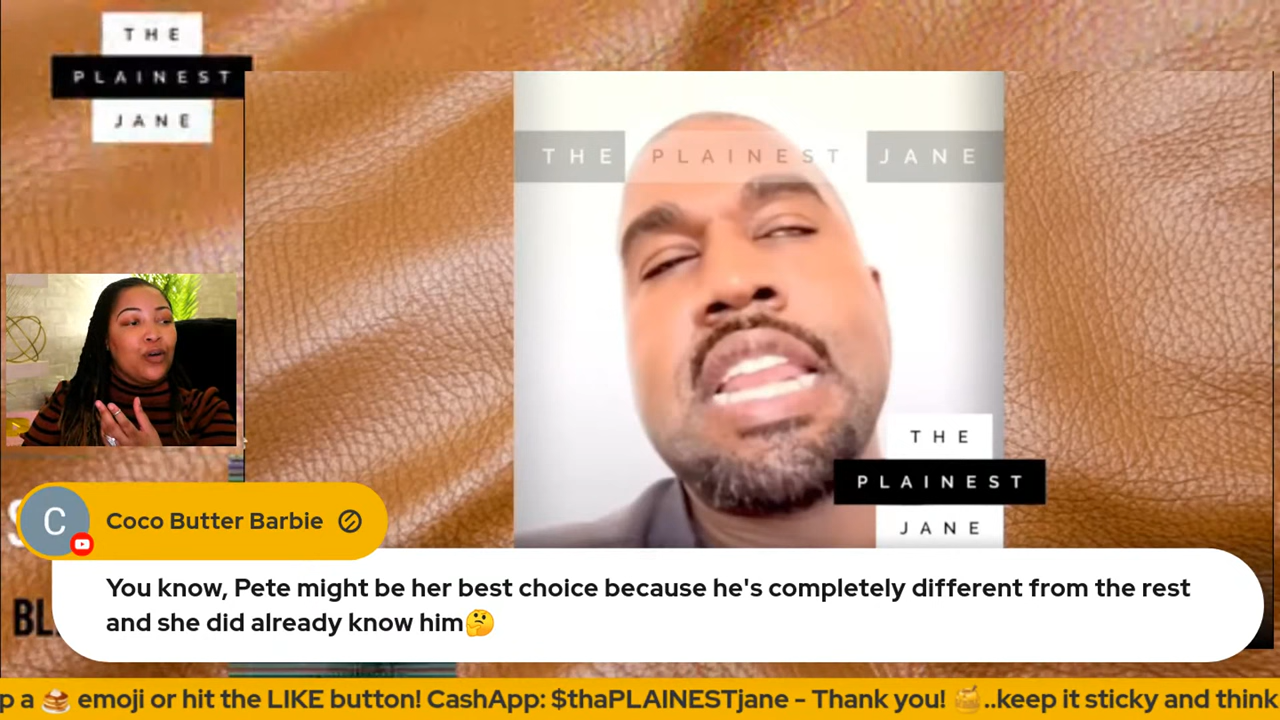 THE
PLAINEST
JANE
THE PLAINEST JANE
THE
PLAINEST
JANE
C
Coco Butter Barbie
You know, Pete might be her best choice because he's completely different from the rest
and she did already know him🤔
BL
p a 🥞 emoji or hit the LIKE button! CashApp: $thaPLAINESTjane - Thank you! 🍯..keep it sticky and think